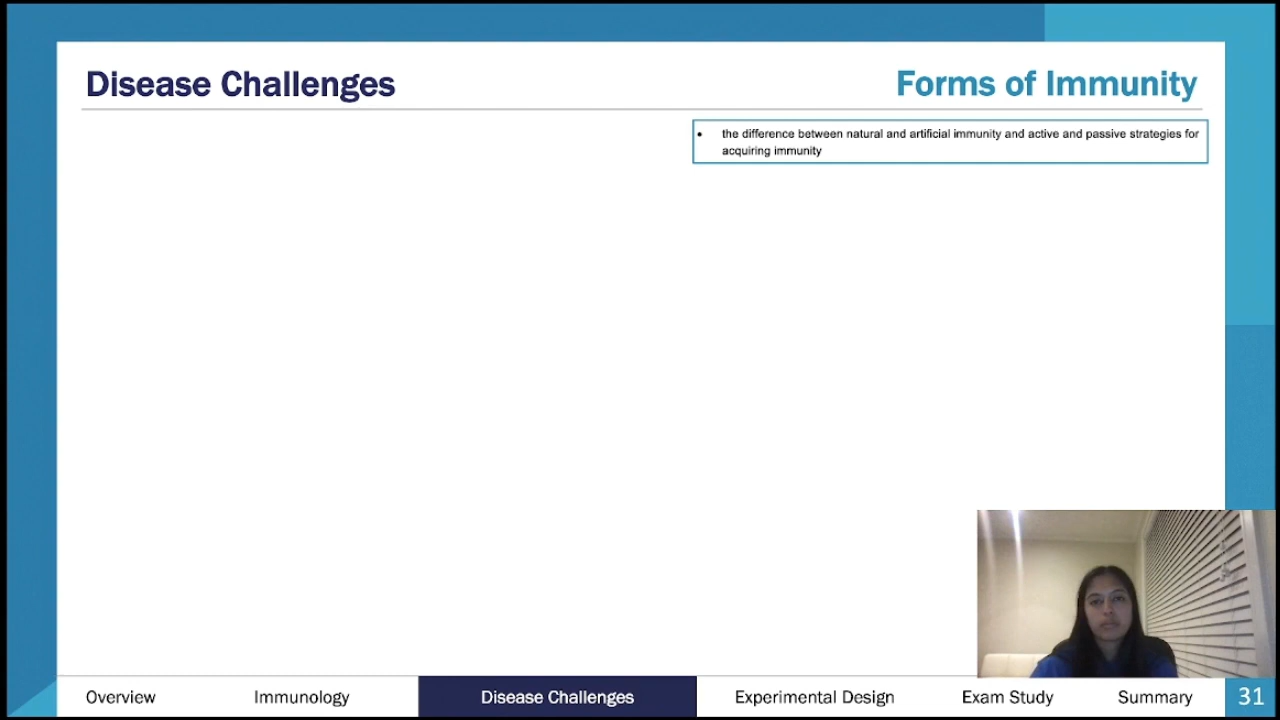 Disease Challenges
Forms of Immunity
• the difference between natural and artificial immunity and active and passive strategies for
acquiring immunity
Overview
Immunology
Disease Challenges
Experimental Design
Exam Study
Summary
31